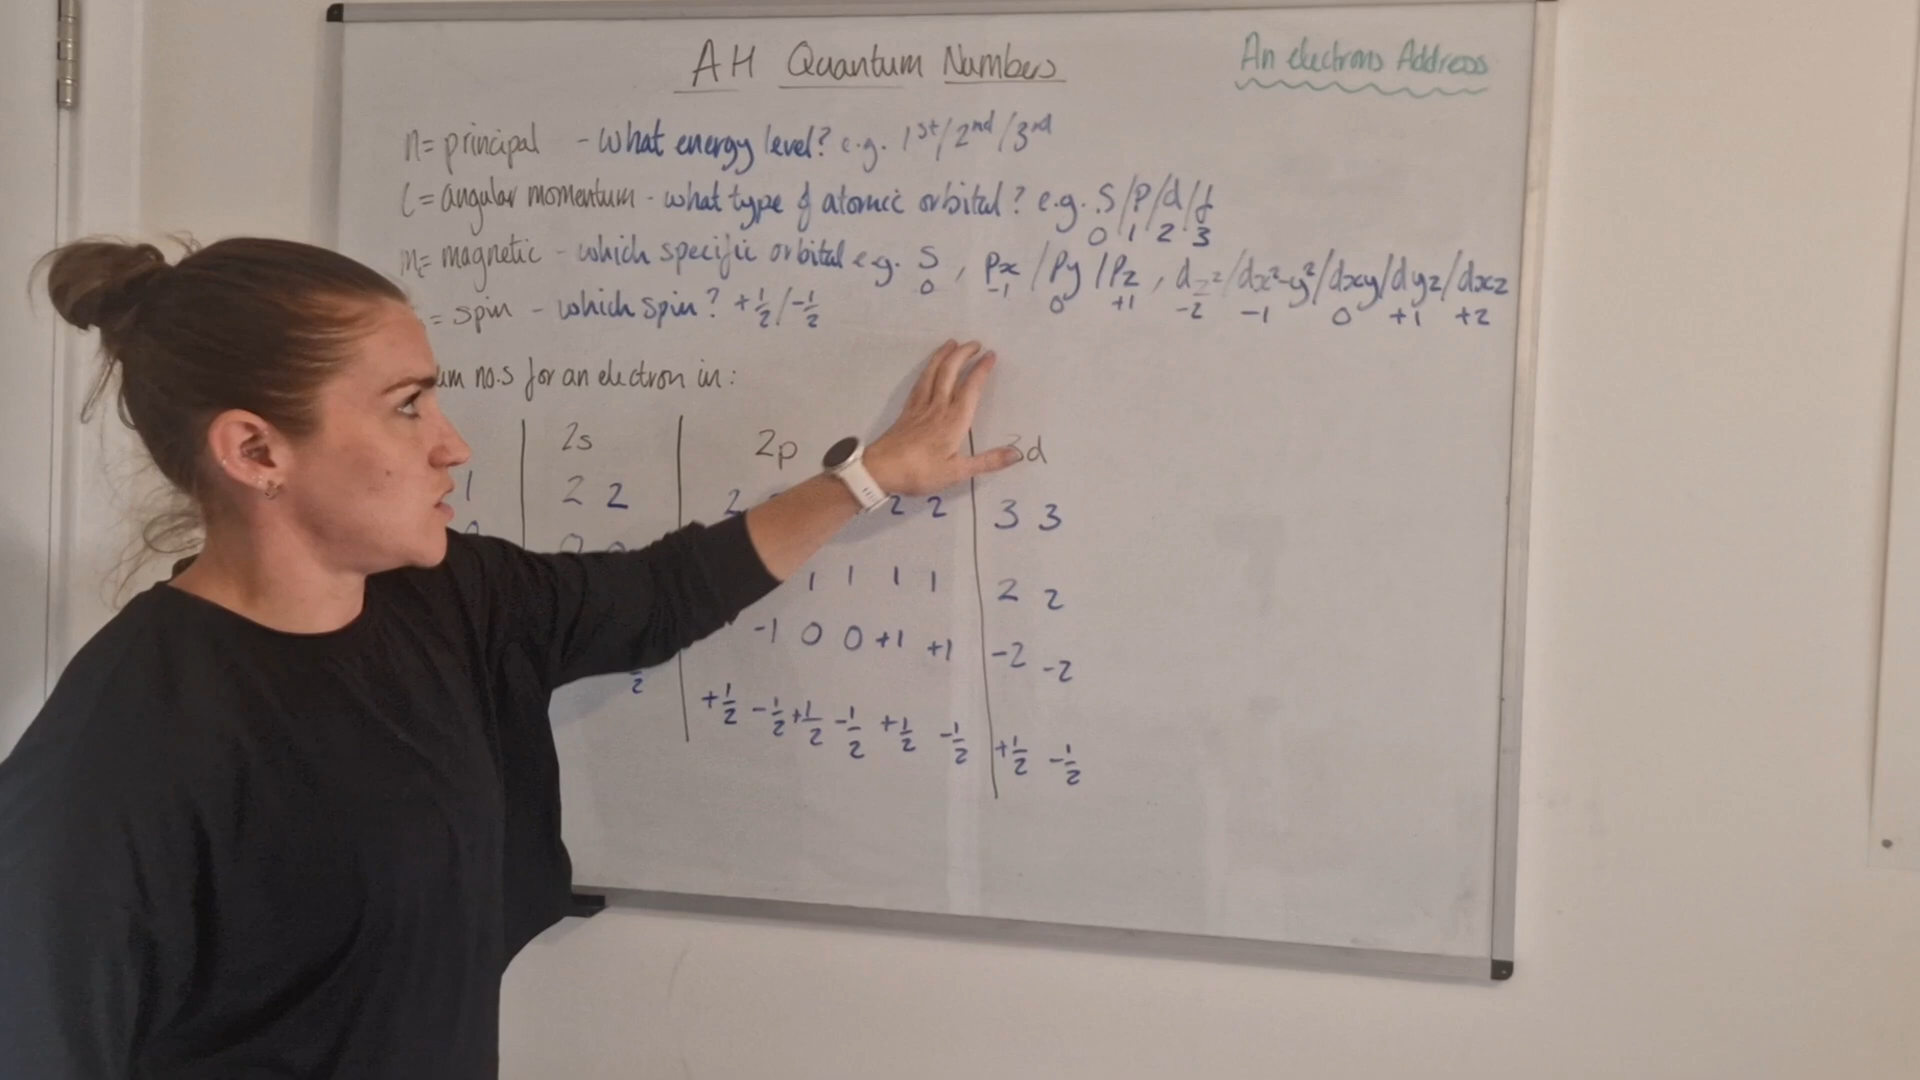 AH Quantum Numbers
An electrons Address
n= principal - What energy level? e.g. 1st/2nd/3rd
l = angular momentum - what type of atomic orbital? e.g. S/P/d/f
0 1 2 3
= magnetic - which specific orbital e.g. S, Px/Py/Pz, dz²/dx²-y²/dxy/dyz/dxz
0 -1 0 +1 -2 -1 0 +1 +2
= spin - which spin? +1/2/-1/2
um no.s for an electron in:
2s 2p 3d
1 2 2 2 2 2 3 3
1 1 1 1 2 2
-1 0 0 +1 +1 -2 -2
2 +1/2 -1/2 +1/2 -1/2 +1/2 -1/2 +1/2 -1/2